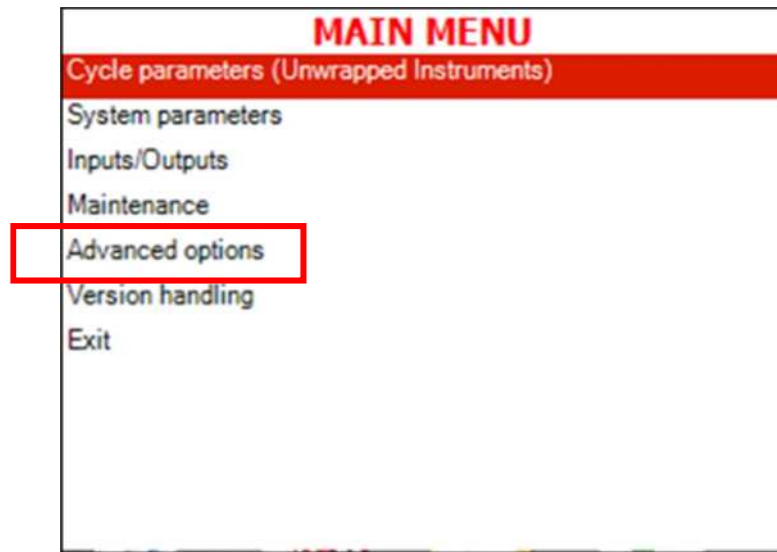 MAIN MENU
Cycle parameters (Unwrapped Instruments)
System parameters
Inputs/Outputs
Maintenance
Advanced options
Version handling
Exit